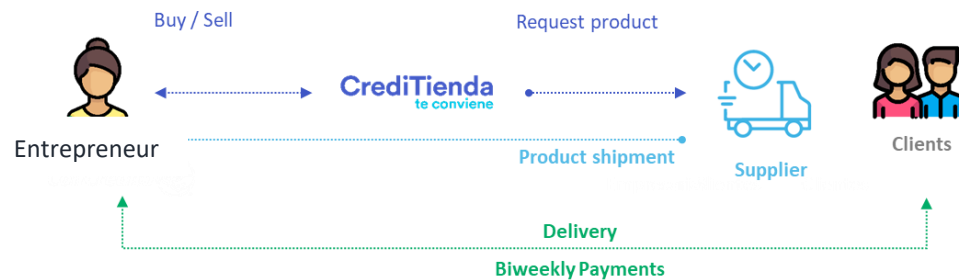 Buy / Sell
Request product
CrediTienda
te conviene
Entrepreneur
Product shipment
Supplier
Clients
Delivery
Biweekly Payments